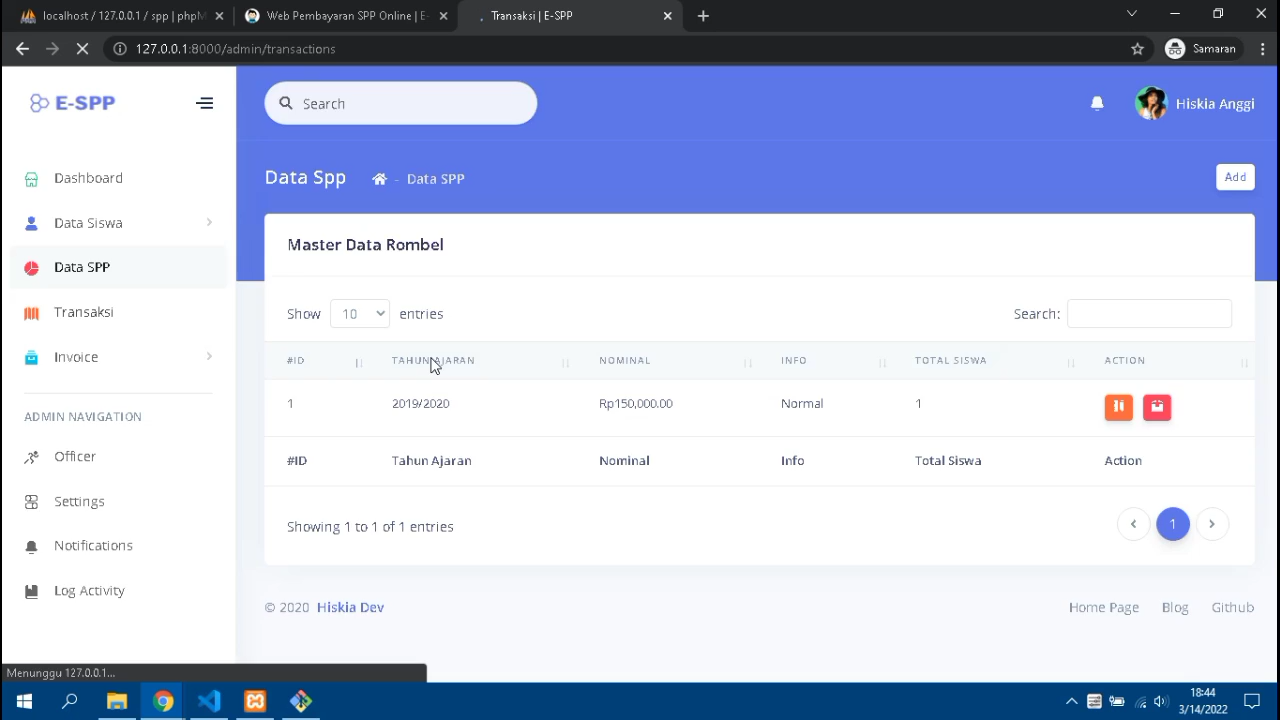 localhost / 127.0.0.1 / spp | phpM
Web Pembayaran SPP Online | E-
Transaksi | E-SPP
127.0.0.1:8000/admin/transactions
Samaran
E-SPP
Search
Hiskia Anggi
Dashboard
Data Siswa
Data SPP
Transaksi
Invoice
ADMIN NAVIGATION
Officer
Settings
Notifications
Log Activity
Data Spp
- Data SPP
Add
Master Data Rombel
Show 10 entries
Search:
#ID TAHUN AJARAN NOMINAL INFO TOTAL SISWA ACTION
1 2019/2020 Rp150,000.00 Normal 1
#ID Tahun Ajaran Nominal Info Total Siswa Action
Showing 1 to 1 of 1 entries
1
© 2020 Hiskia Dev
Home Page Blog Github
Menunggu 127.0.0.1...
18:44
3/14/2022